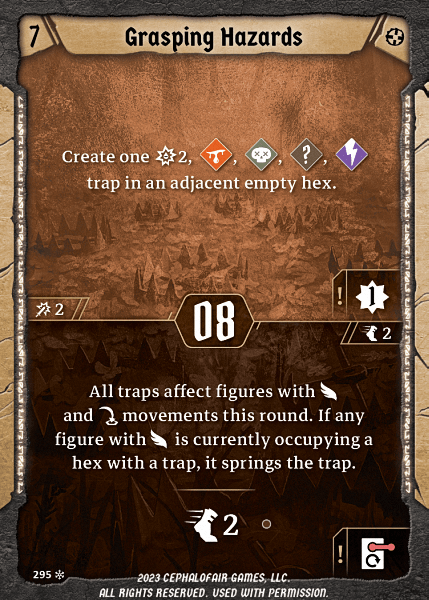 7
Grasping Hazards
Create one 2, , , ? ,
trap in an adjacent empty hex.
! 1
2
08
2
All traps affect figures with
and movements this round. If any
figure with is currently occupying a
hex with a trap, it springs the trap.
2
!
295
2023 CEPHALOFAIR GAMES, LLC.
ALL RIGHTS RESERVED. USED WITH PERMISSION.